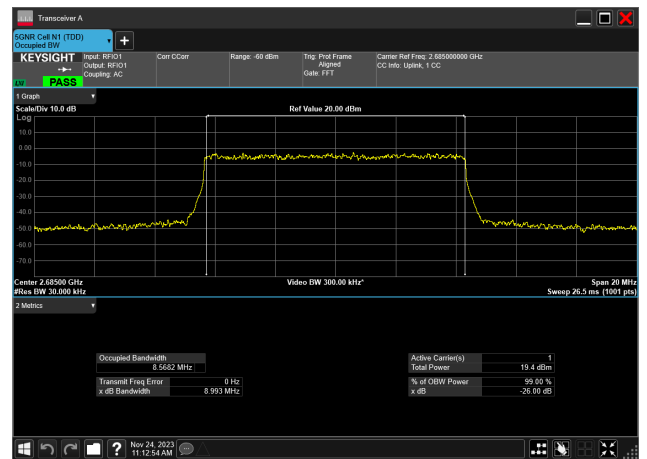 Transceiver A
5GNR Cell N1 (TDD)
Occupied BW
KEYSIGHT
LXI
PASS
Input: RFIO1
Output: RFIO1
Coupling: AC
Corr CCorr
Range: -60 dBm
Trig: Prot Frame
Aligned
Gate: FFT
Carrier Ref Freq: 2.685000000 GHz
CC Info: Uplink, 1 CC
1 Graph
Scale/Div 10.0 dB
Ref Value 20.00 dBm
Log
10.0
0.00
-10.0
-20.0
-30.0
-40.0
-50.0
-60.0
-70.0
Center 2.68500 GHz
Video BW 300.00 kHz*
Span 20 MHz
#Res BW 30.000 kHz
Sweep 26.5 ms (1001 pts)
2 Metrics
Occupied Bandwidth
8.5682 MHz
Transmit Freq Error 0 Hz
x dB Bandwidth 8.993 MHz
Active Carrier(s) 1
Total Power 19.4 dBm
% of OBW Power 99.00 %
x dB -26.00 dB
Nov 24, 2023
11:12:54 AM